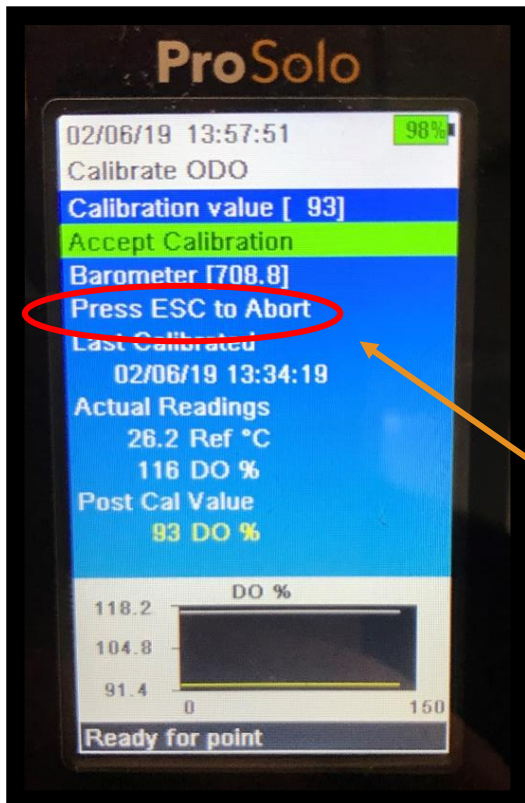 ProSolo
02/06/19 13:57:51 98%
Calibrate ODO
Calibration value [ 93]
Accept Calibration
Barometer [708.8]
Press ESC to Abort
Last Calibrated
02/06/19 13:34:19
Actual Readings
26.2 Ref °C
116 DO %
Post Cal Value
93 DO %
DO %
118.2
104.8
91.4
0 150
Ready for point